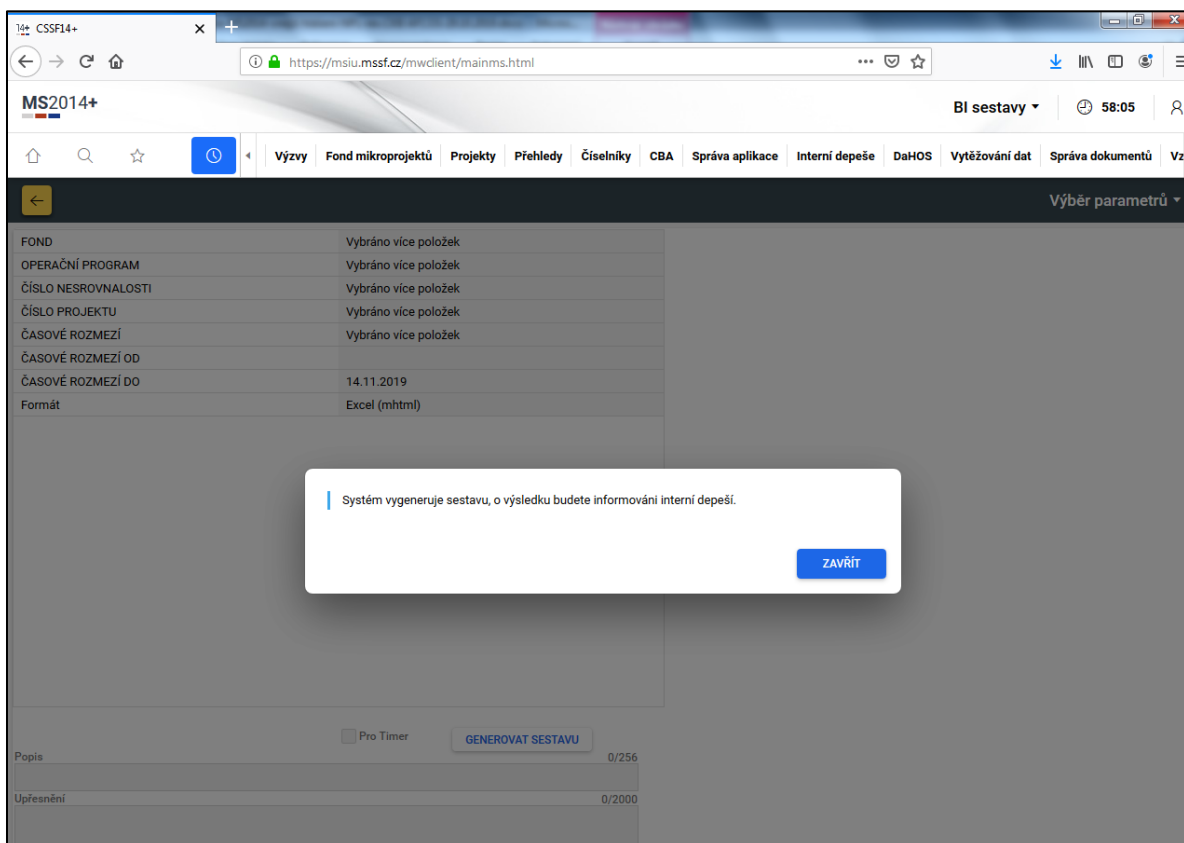 14+ CSSF14+
https://msiu.mssf.cz/mwclient/mainms.html
MS2014+
BI sestavy
58:05
Výzvy Fond mikroprojektů Projekty Přehledy Číselníky CBA Správa aplikace Interní depeše DaHOS Vytěžování dat Správa dokumentů Vz
Výběr parametrů
FOND Vybráno více položek
OPERAČNÍ PROGRAM Vybráno více položek
ČÍSLO NESROVNALOSTI Vybráno více položek
ČÍSLO PROJEKTU Vybráno více položek
ČASOVÉ ROZMEZÍ Vybráno více položek
ČASOVÉ ROZMEZÍ OD
ČASOVÉ ROZMEZÍ DO 14.11.2019
Formát Excel (mhtml)
Systém vygeneruje sestavu, o výsledku budete informováni interní depeší.
ZAVŘÍT
Pro Timer GENEROVAT SESTAVU
Popis 0/256
Upřesnění 0/2000